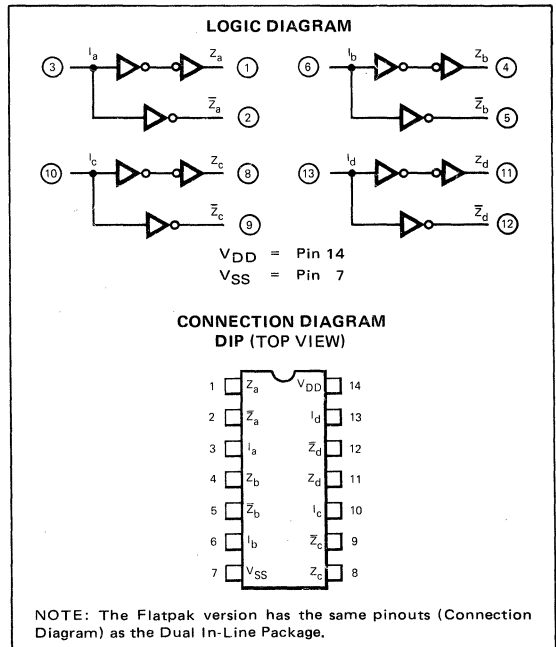 LOGIC DIAGRAM
3 Ia Za 1
Z̅a 2
6 Ib Zb 4
Z̅b 5
10 Ic Zc 8
Z̅c 9
13 Id Zd 11
Z̅d 12
VDD = Pin 14
VSS = Pin 7
CONNECTION DIAGRAM
DIP (TOP VIEW)
1 Za VDD 14
2 Z̅a Id 13
3 Ia Z̅d 12
4 Zb Zd 11
5 Z̅b Ic 10
6 Ib Z̅c 9
7 VSS Zc 8
NOTE: The Flatpak version has the same pinouts (Connection
Diagram) as the Dual In-Line Package.